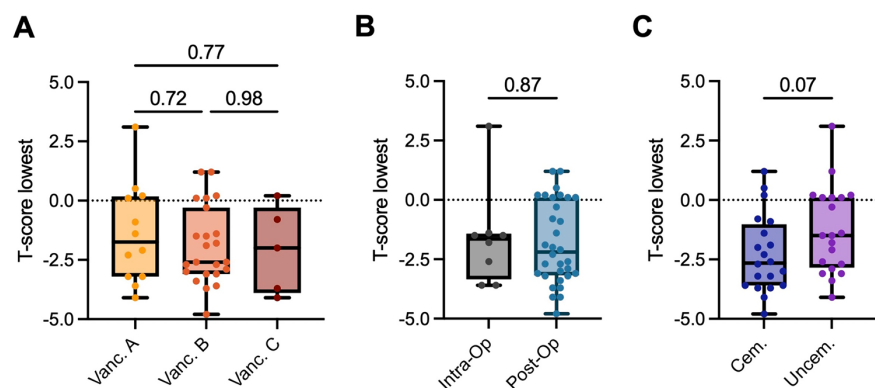 A
B
C
0.77
0.72
0.98
0.87
0.07
T-score lowest
5.0
2.5
0.0
-2.5
-5.0
Vanc. A
Vanc. B
Vanc. C
T-score lowest
5.0
2.5
0.0
-2.5
-5.0
Intra-Op
Post-Op
T-score lowest
5.0
2.5
0.0
-2.5
-5.0
Cem.
Uncem.